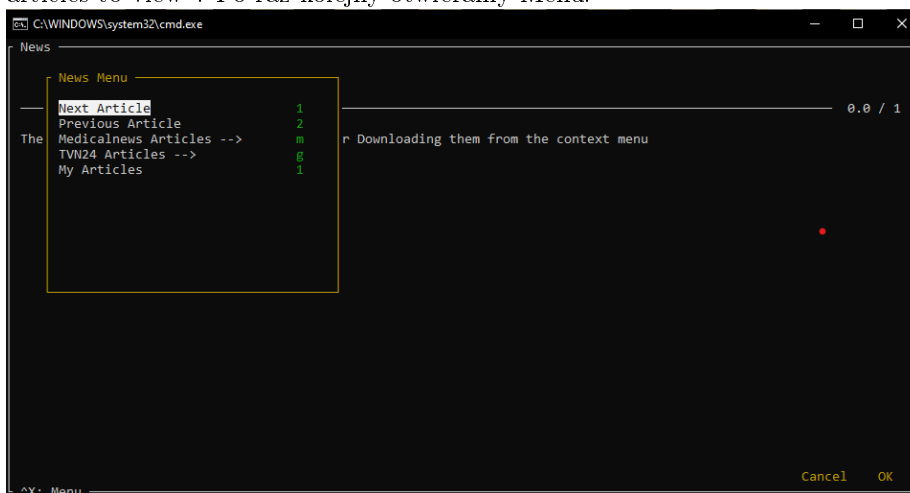 articles to view". Po raz kolejny otwieramy Menu.
C:\WINDOWS\system32\cmd.exe
News
News Menu
Next Article 1
0.0 / 1
Previous Article 2
The
Medicalnews Articles --> m
r Downloading them from the context menu
TVN24 Articles --> g
My Articles 1
Cancel OK
^X: Menu